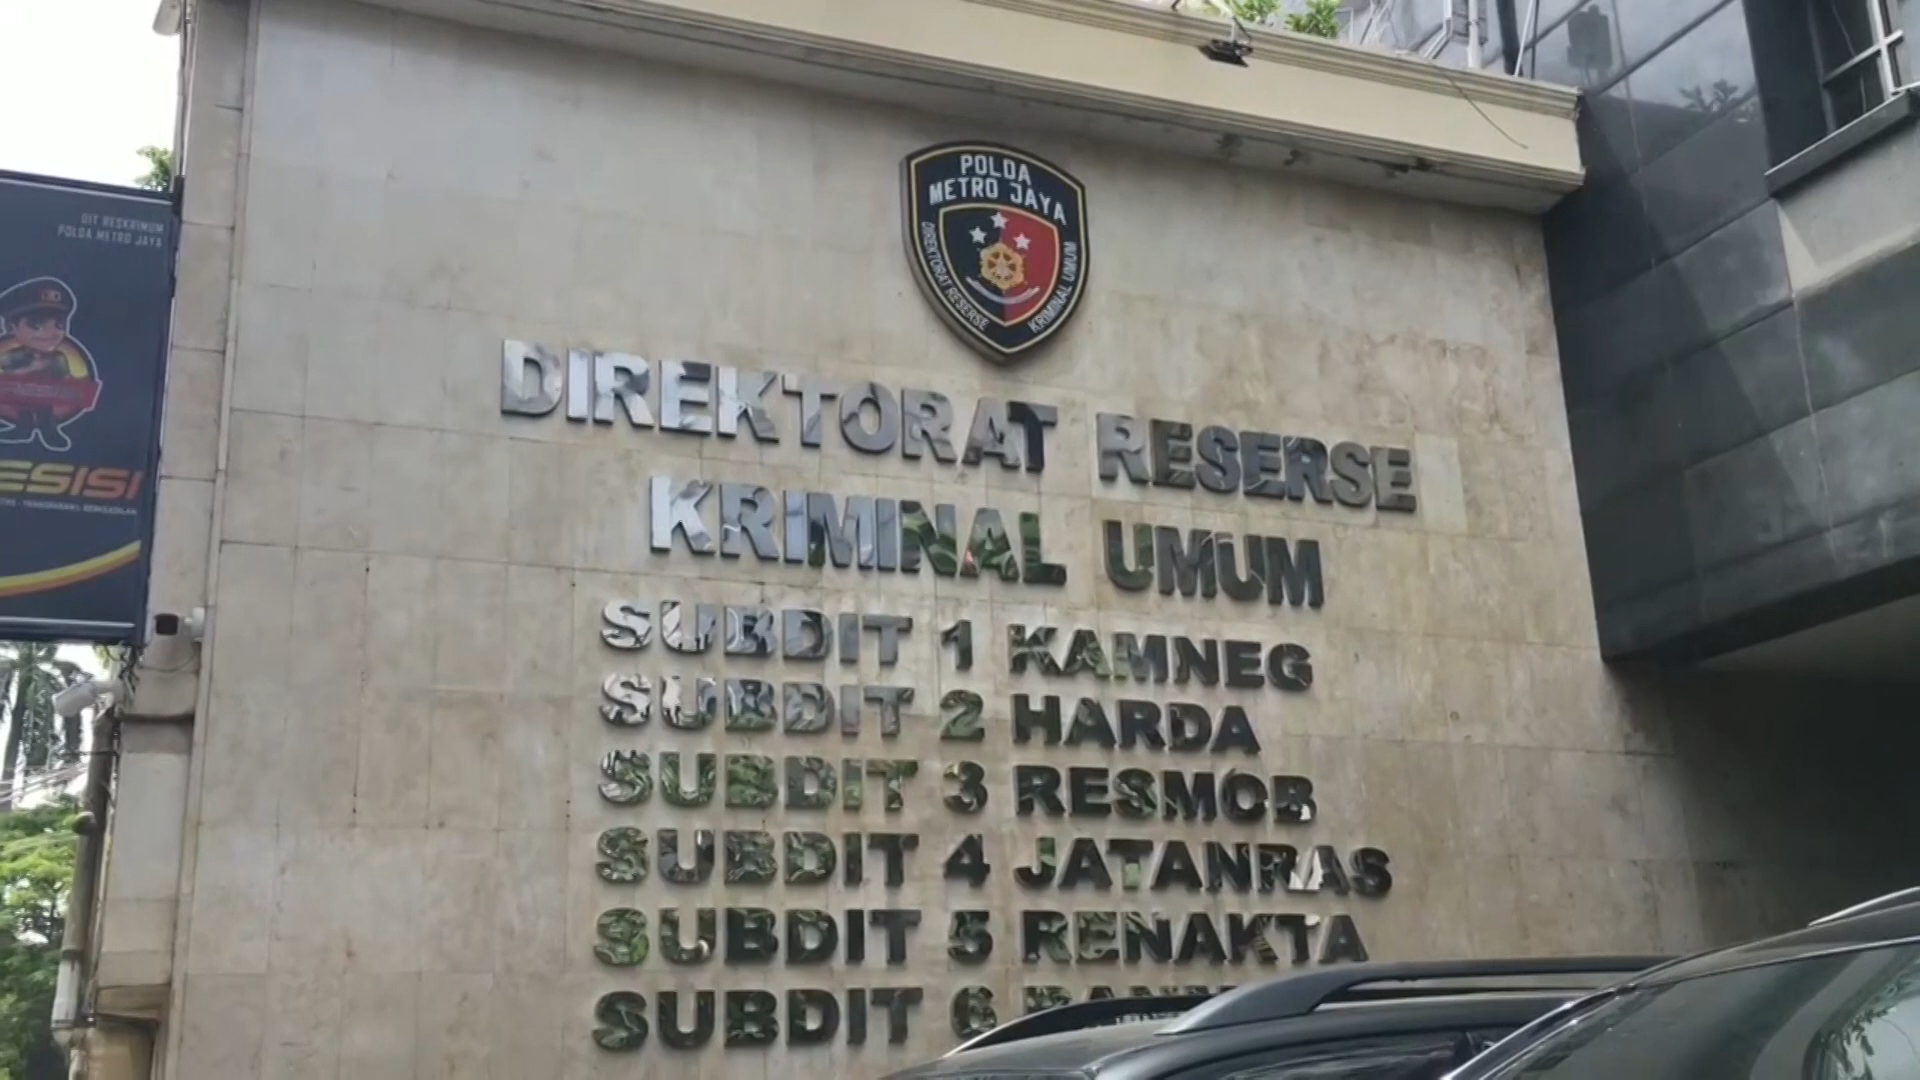 DIT RESKRIMUM
POLDA METRO JAYA
ESISI
POLDA
METRO JAYA
DIREKTORAT RESERSE
KRIMINAL UMUM
DIREKTORAT RESERSE
KRIMINAL UMUM
SUBDIT 1 KAMNEG
SUBDIT 2 HARDA
SUBDIT 3 RESMOB
SUBDIT 4 JATANRAS
SUBDIT 5 RENAKTA
SUBDIT 6